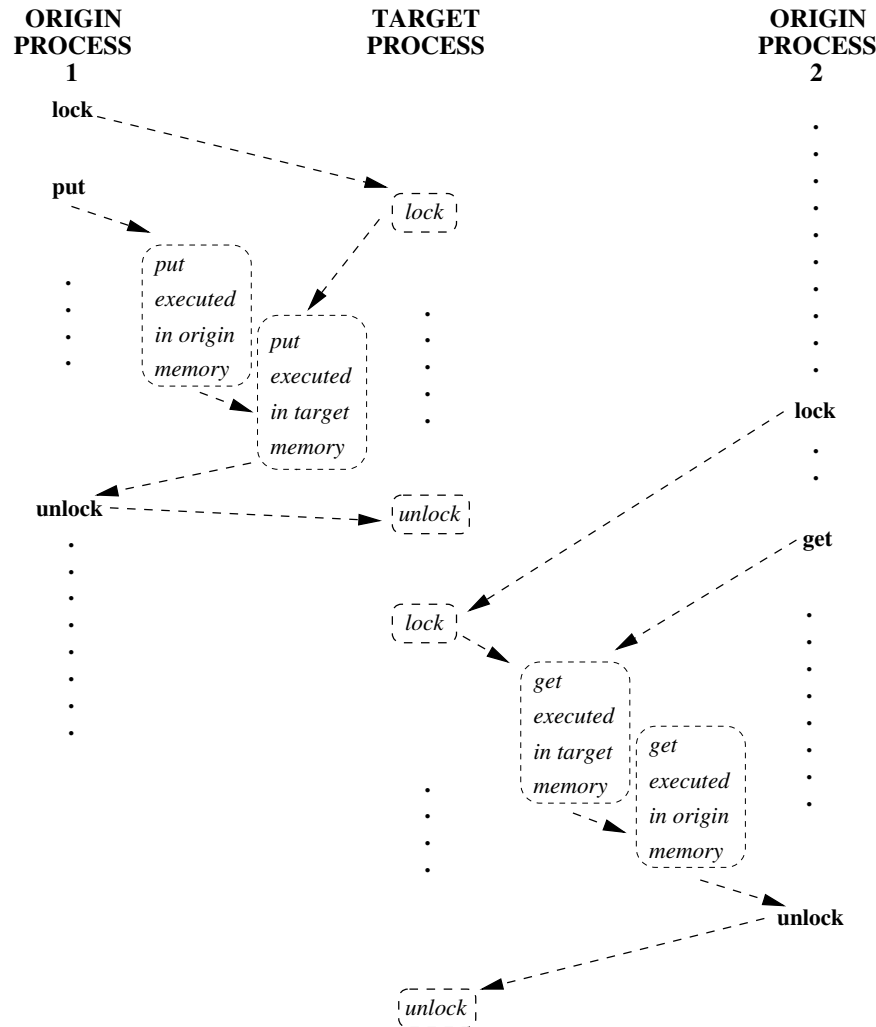 ORIGIN
PROCESS
1
TARGET
PROCESS
ORIGIN
PROCESS
2
lock
put
lock
put
executed
in origin
memory
put
executed
in target
memory
lock
unlock
unlock
get
lock
get
executed
in target
memory
get
executed
in origin
memory
unlock
unlock